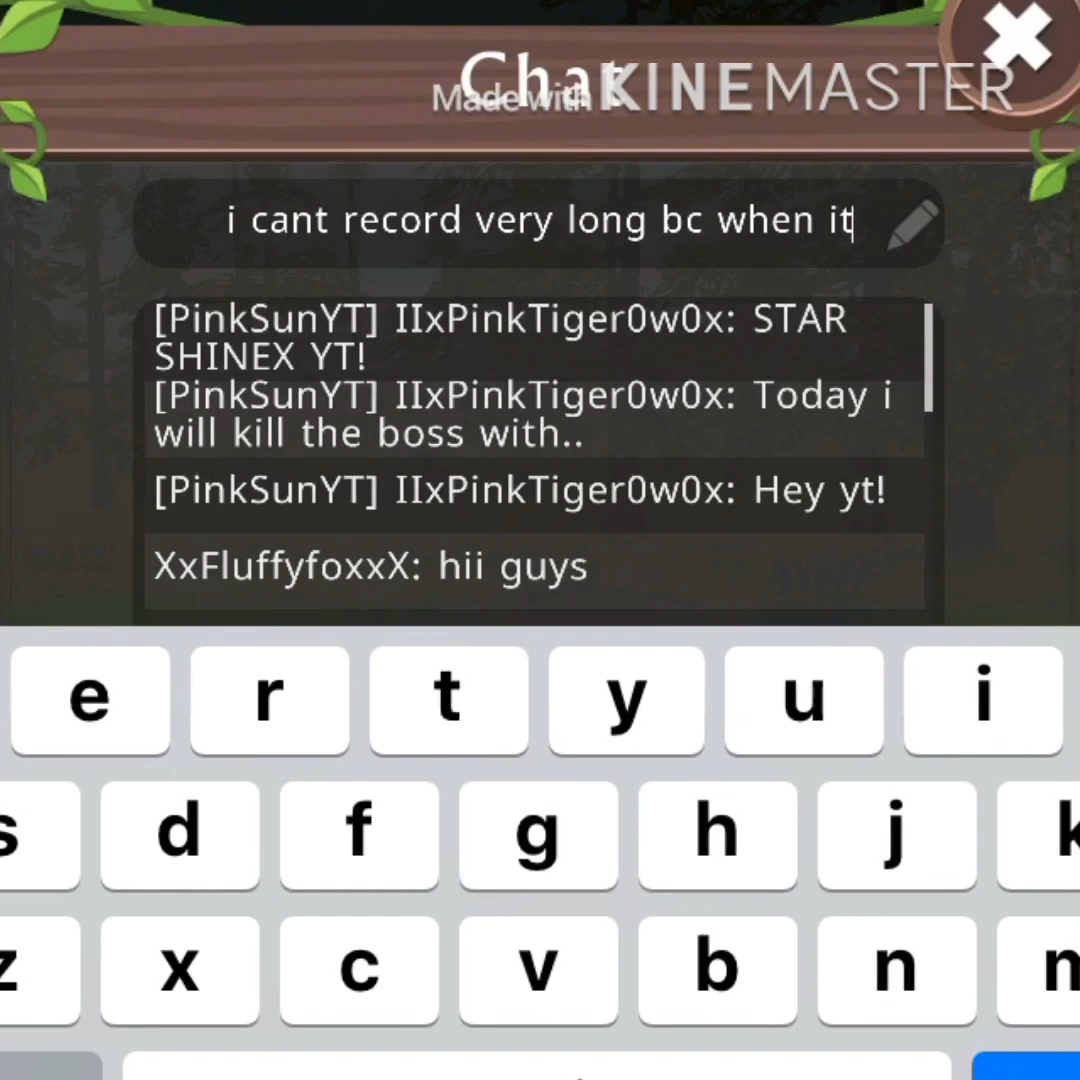 Chat
Made with KINEMASTER
i cant record very long bc when it
[PinkSunYT] IIxPinkTiger0w0x: STAR
SHINEX YT!
[PinkSunYT] IIxPinkTiger0w0x: Today i
will kill the boss with..
[PinkSunYT] IIxPinkTiger0w0x: Hey yt!
XxFluffyfoxxX: hii guys
e r t y u i
s d f g h j k
z x c v b n m